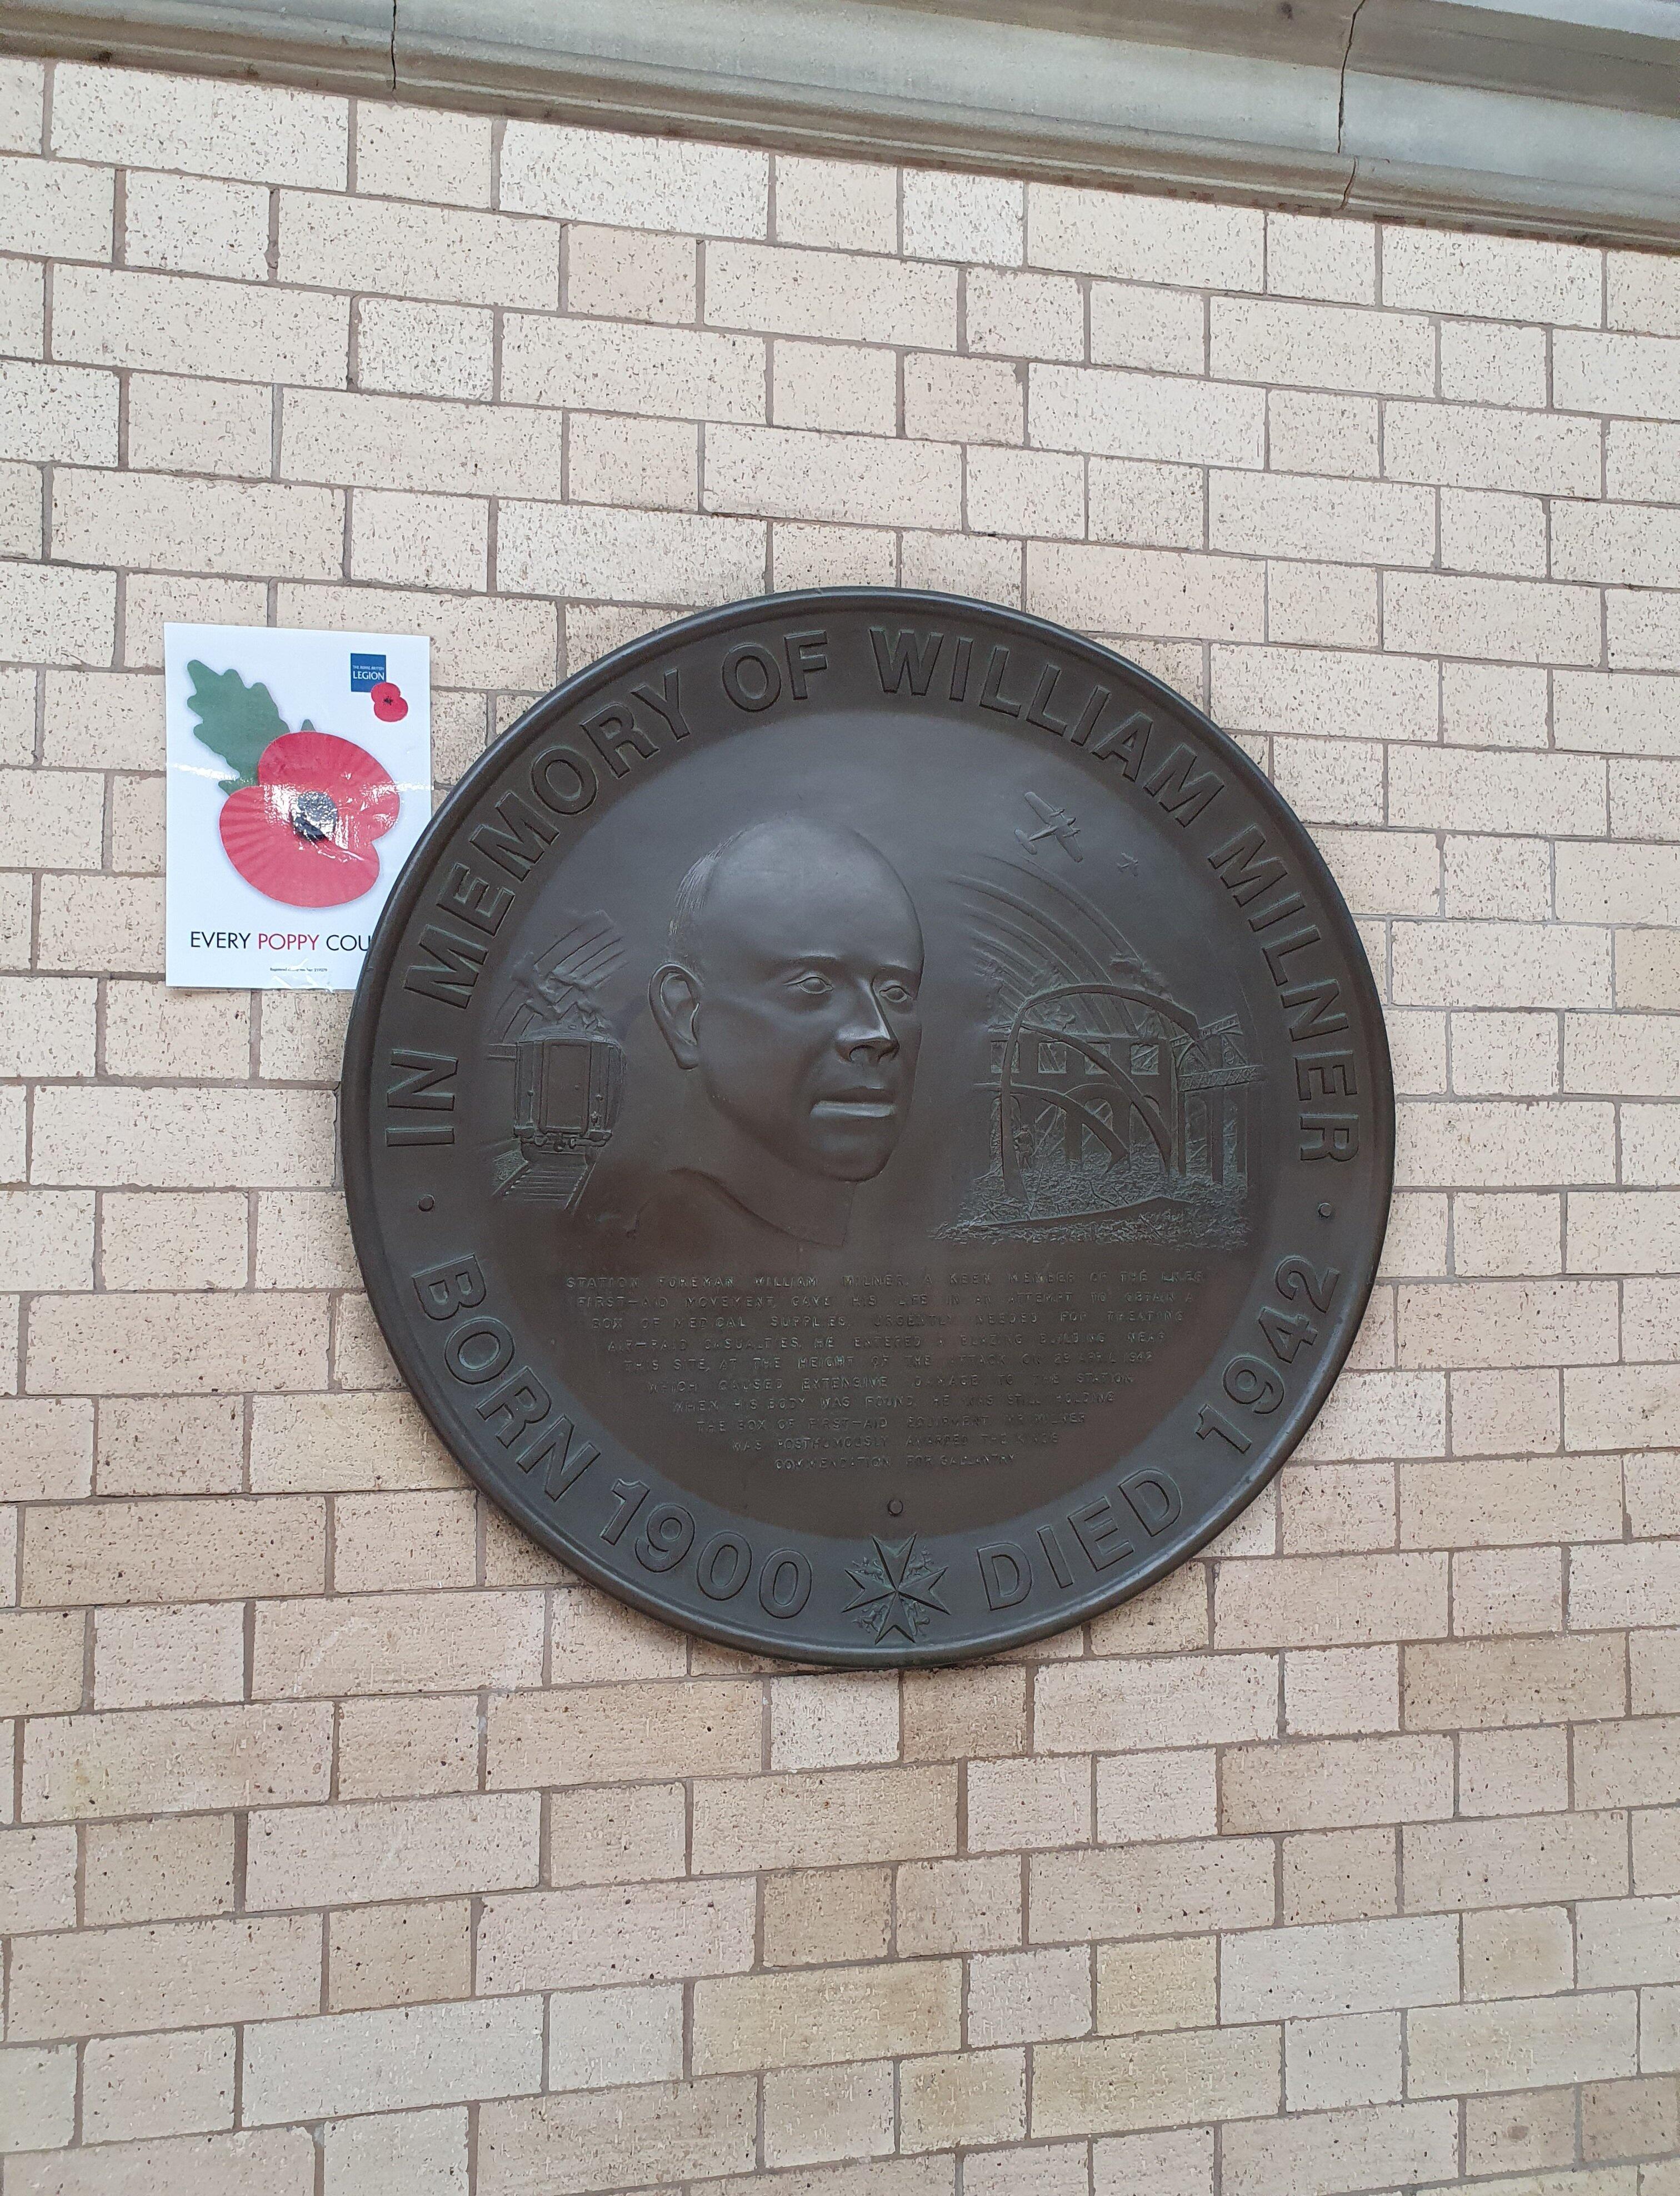 THE ROYAL BRITISH
LEGION
EVERY POPPY COU
IN MEMORY OF WILLIAM MILNER
STATION FOREMAN WILLIAM MILNER, A KEEN MEMBER OF THE LNER
FIRST-AID MOVEMENT, GAVE HIS LIFE IN AN ATTEMPT TO OBTAIN A
BOX OF MEDICAL SUPPLIES, URGENTLY NEEDED FOR TREATING
AIR-RAID CASUALTIES. HE ENTERED A BLAZING BUILDING NEAR
THIS SITE, AT THE HEIGHT OF THE ATTACK ON 29 APRIL 1942
WHICH CAUSED EXTENSIVE DAMAGE TO THE STATION
WHEN HIS BODY WAS FOUND HE WAS STILL HOLDING
THE BOX OF FIRST-AID EQUIPMENT. MR MILNER
WAS POSTHUMOUSLY AWARDED THE KINGS
COMMENDATION FOR GALLANTRY
BORN 1900 DIED 1942